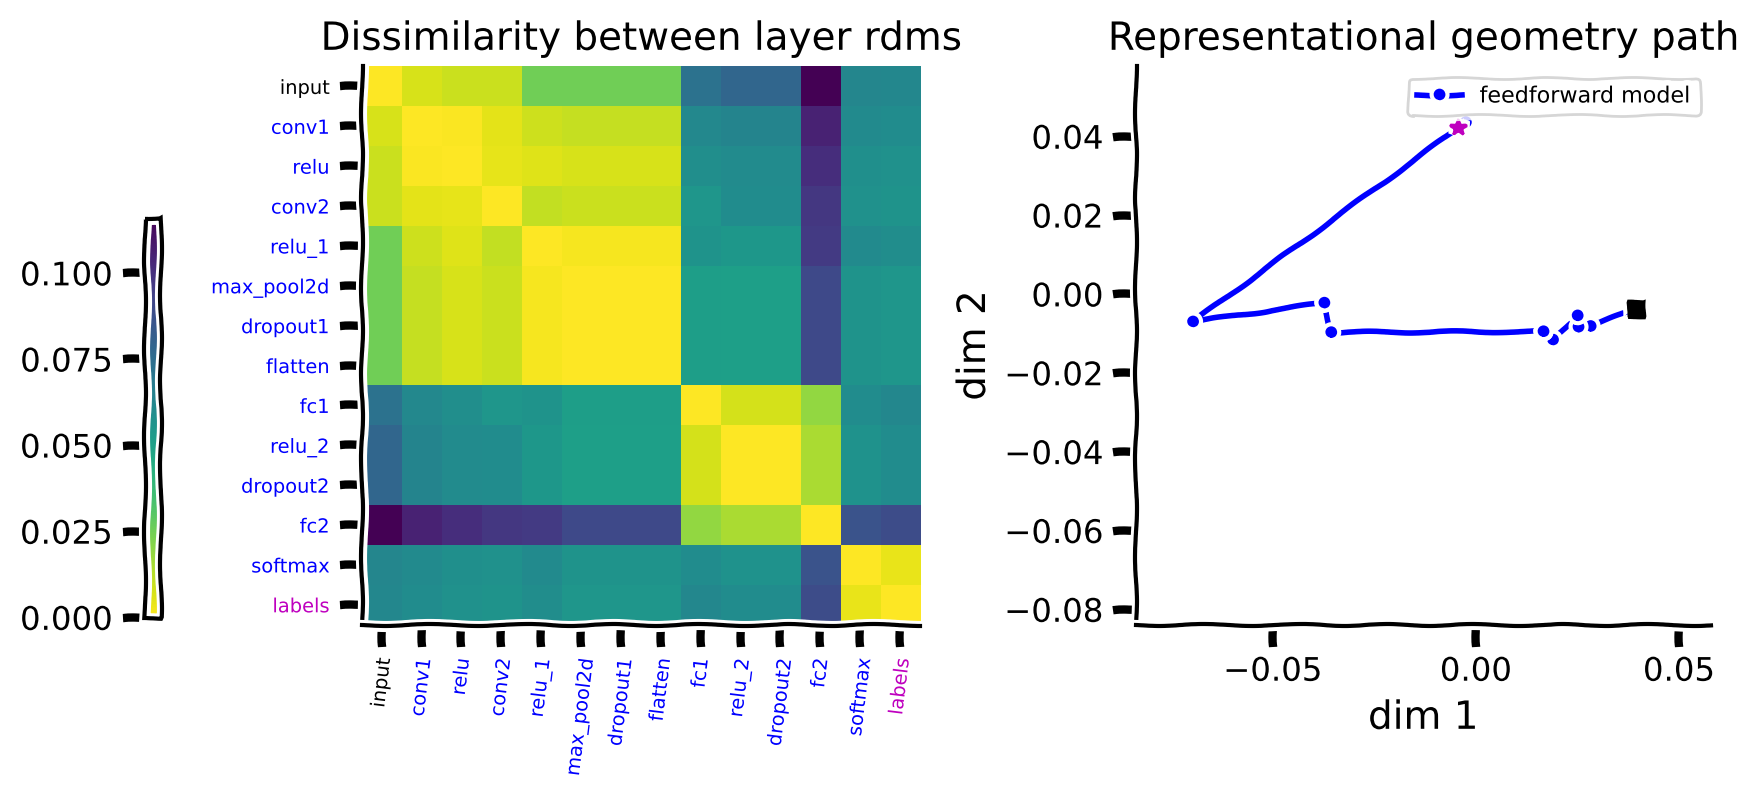 Dissimilarity between layer rdms
input
conv1
relu
conv2
relu_1
max_pool2d
dropout1
flatten
fc1
relu_2
dropout2
fc2
softmax
labels
input
conv1
relu
conv2
relu_1
max_pool2d
dropout1
flatten
fc1
relu_2
dropout2
fc2
softmax
labels
0.100
0.075
0.050
0.025
0.000
Representational geometry path
feedforward model
0.04
0.02
0.00
−0.02
−0.04
−0.06
−0.08
dim 2
−0.05
0.00
0.05
dim 1